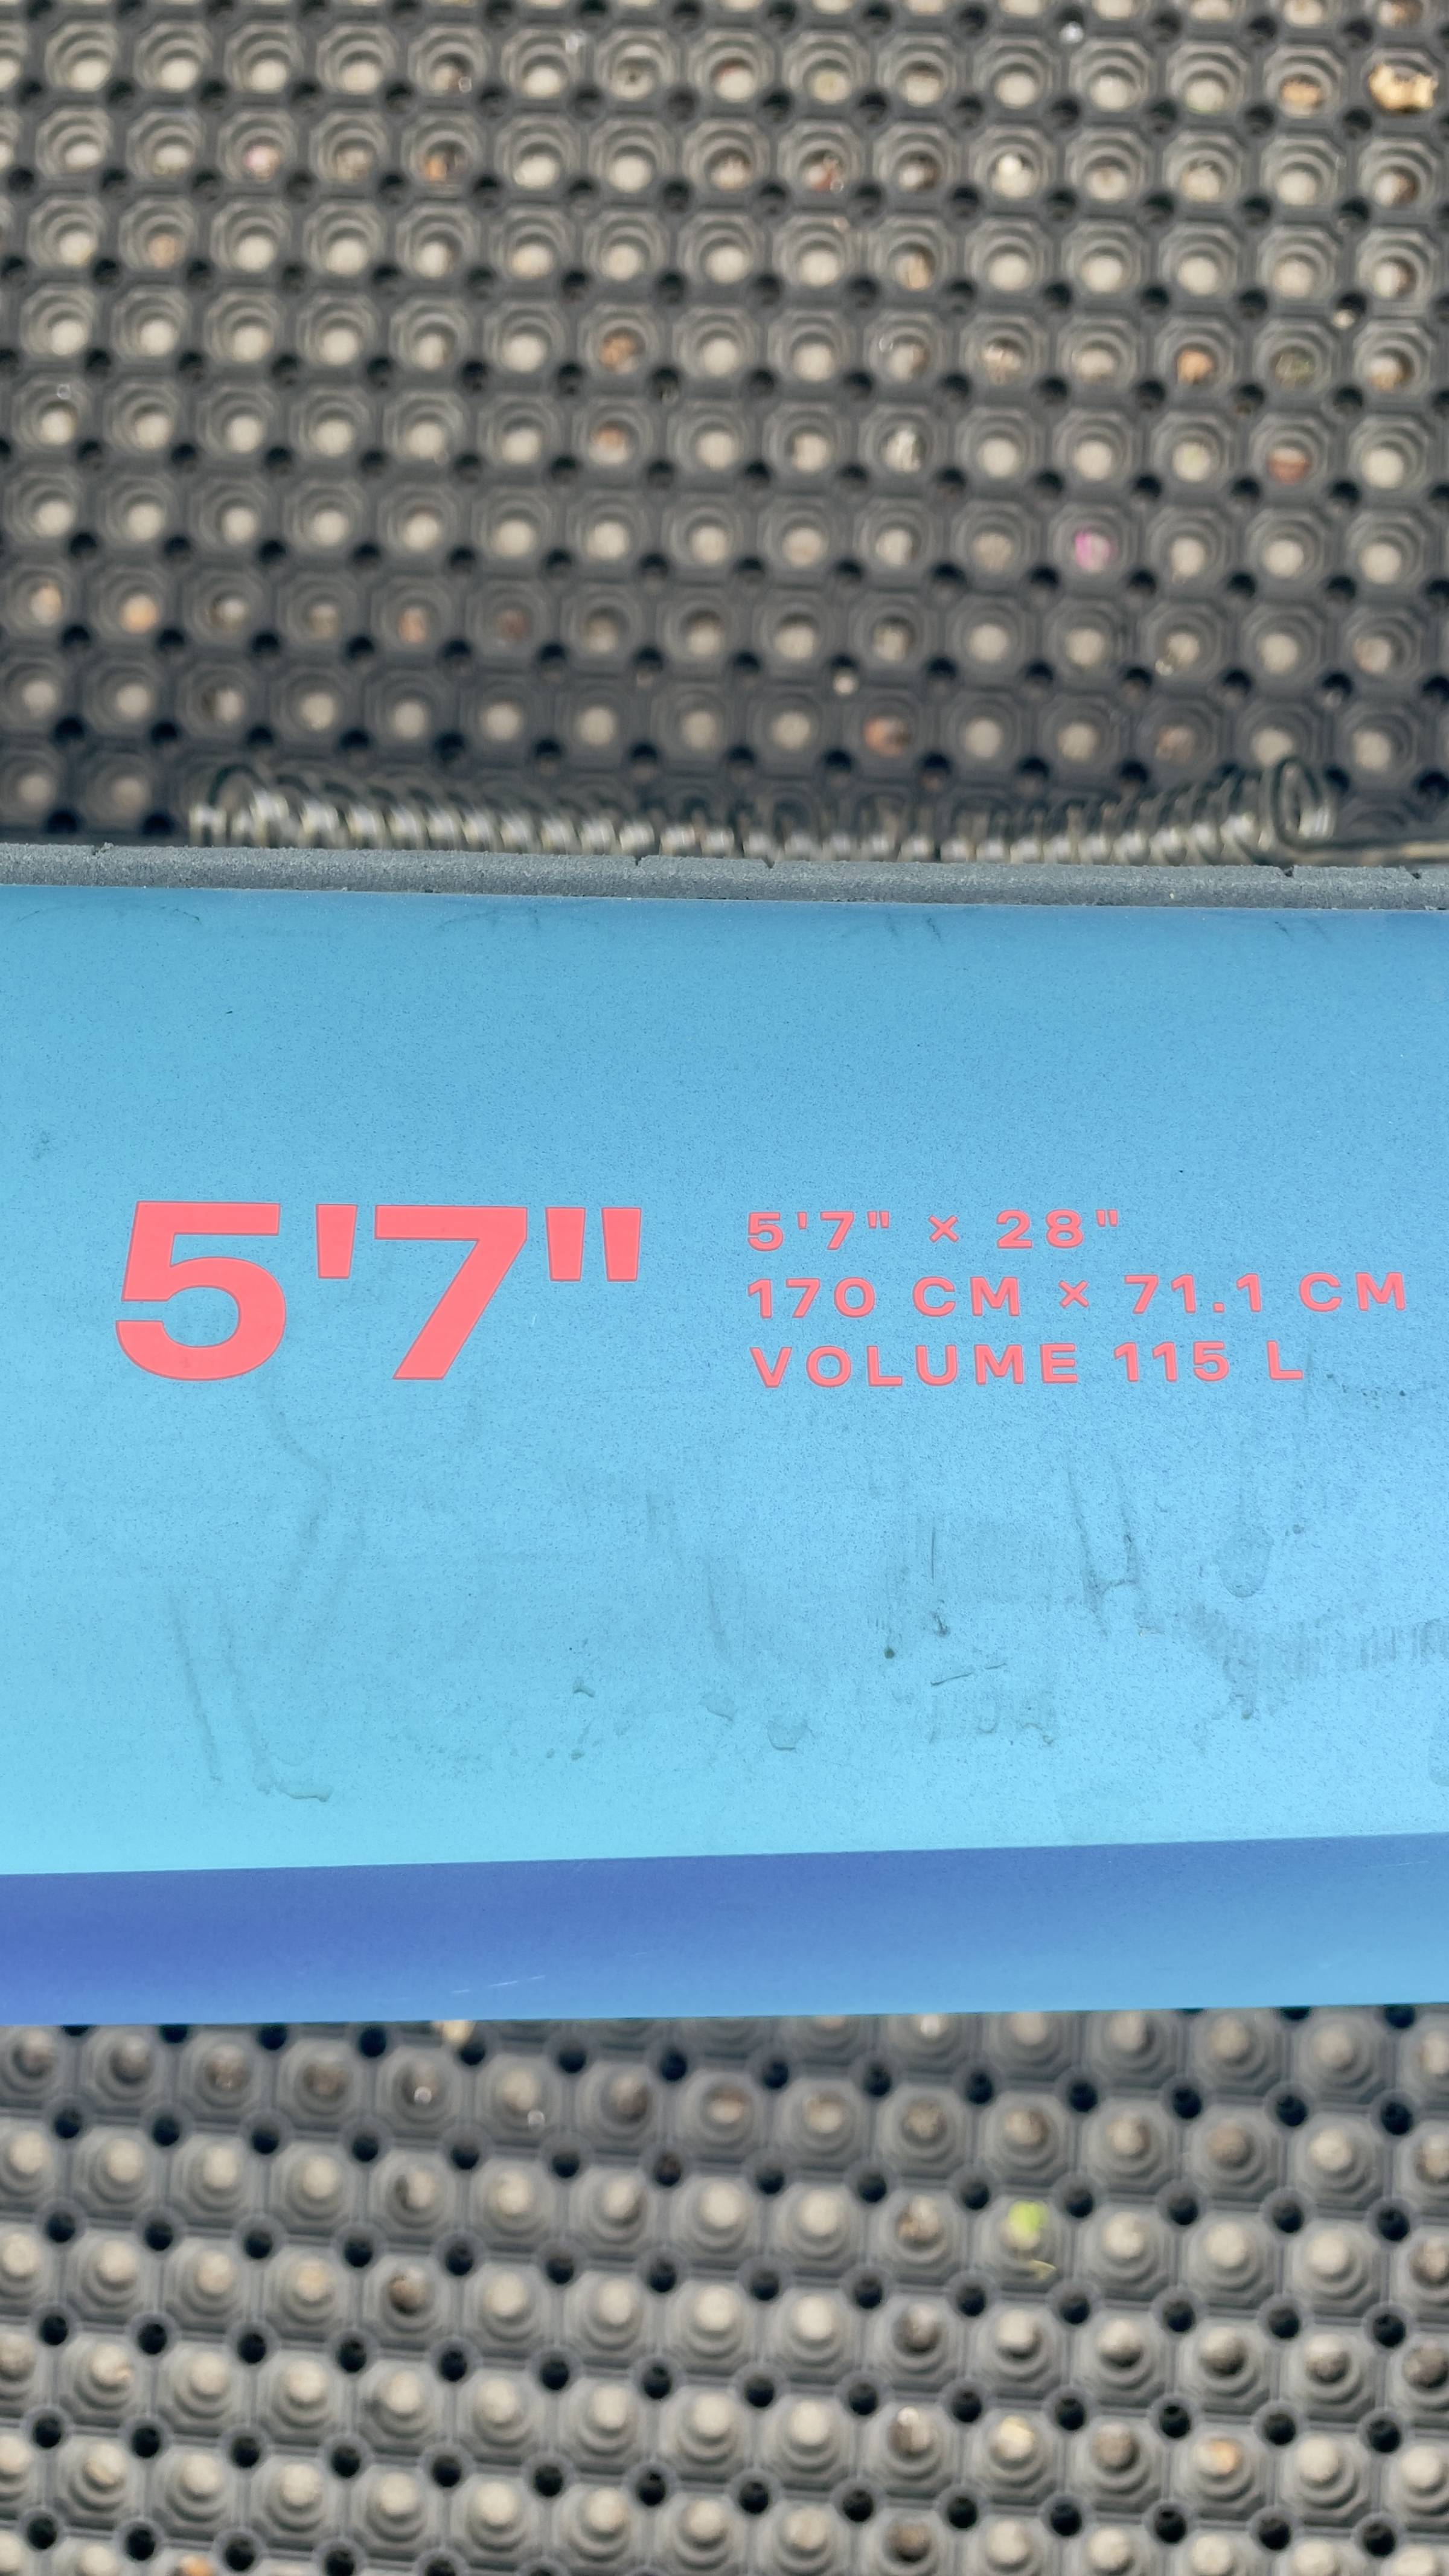 5'7"
5'7" × 28"
170 CM × 71.1 CM
VOLUME 115 L